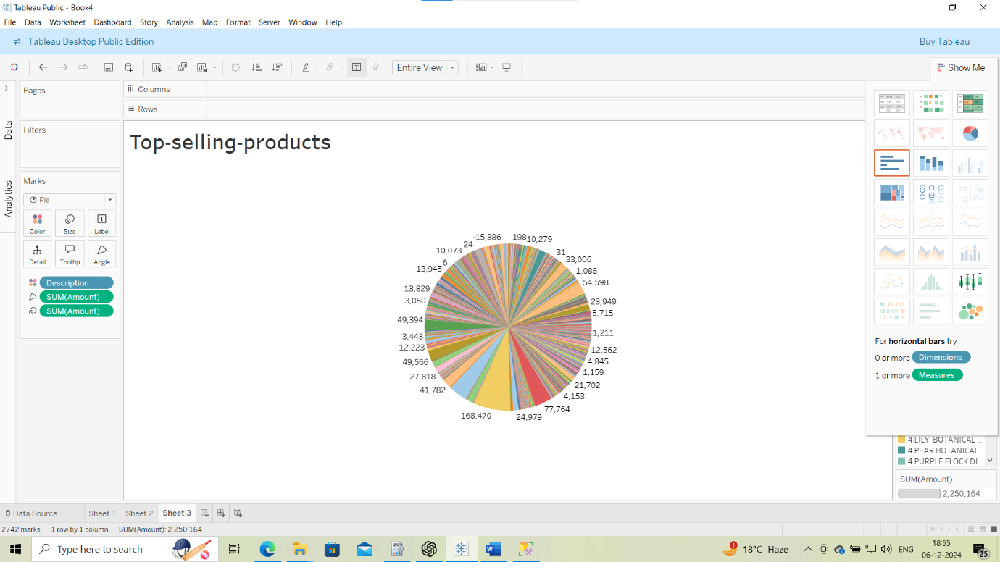 Tableau Public - Book4
File Data Worksheet Dashboard Story Analysis Map Format Server Window Help
Tableau Desktop Public Edition
Buy Tableau
Entire View
Show Me
Pages
Columns
Rows
Data
Analytics
Filters
Top-selling-products
Marks
Pie
Color Size Label
Detail Tooltip Angle
Description
SUM(Amount)
SUM(Amount)
-15,886
198
10,279
24
10,073
31
6
33,006
13,945
1,086
54,598
13,829
3,050
23,949
5,715
49,394
3,443
1,211
12,223
12,562
49,566
4,845
1,159
27,818
21,702
41,782
4,153
77,764
168,470
24,979
For horizontal bars try
0 or more Dimensions
1 or more Measures
4 LILY BOTANICAL ..
4 PEAR BOTANICAL..
4 PURPLE FLOCK DI..
SUM(Amount)
2,250,164
Data Source Sheet 1 Sheet 2 Sheet 3
2742 marks 1 row by 1 column SUM(Amount): 2,250,164
Type here to search
1
18°C Haze
ENG
18:55
06-12-2024
25